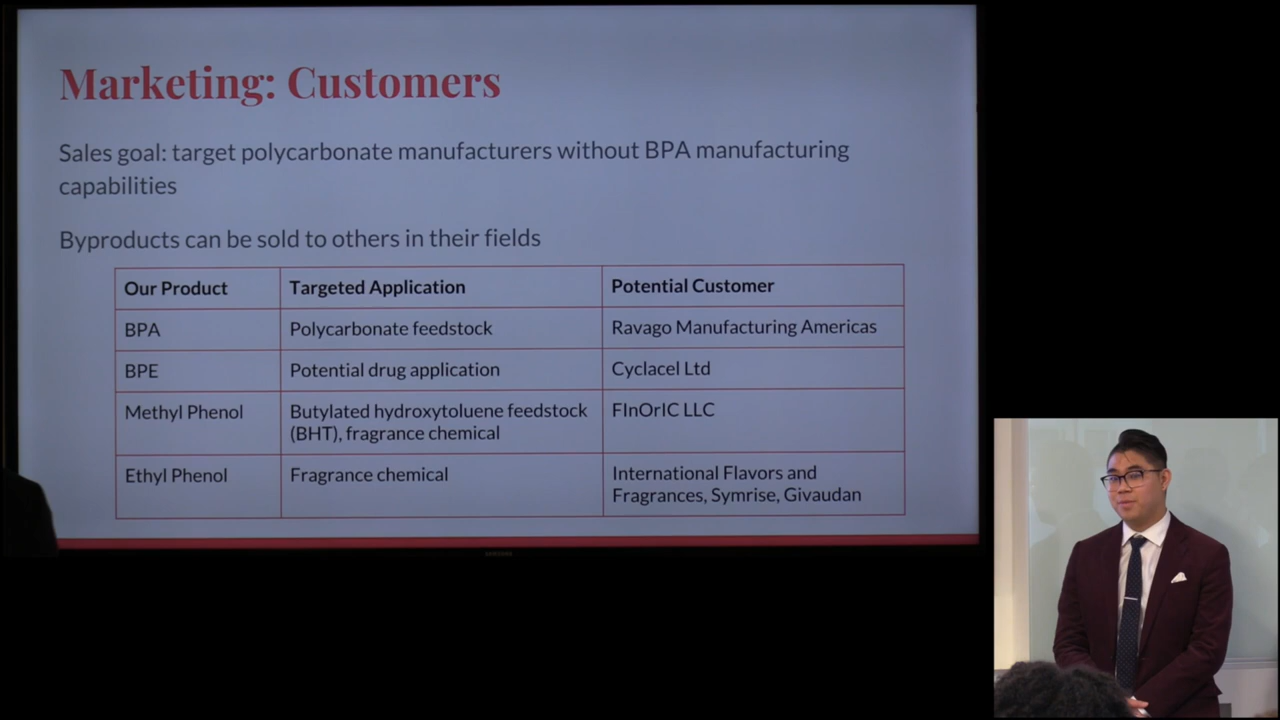 Marketing: Customers
Sales goal: target polycarbonate manufacturers without BPA manufacturing
capabilities
Byproducts can be sold to others in their fields
Our Product Targeted Application Potential Customer
BPA Polycarbonate feedstock Ravago Manufacturing Americas
BPE Potential drug application Cyclacel Ltd
Methyl Phenol Butylated hydroxytoluene feedstock FInOrIC LLC
(BHT), fragrance chemical
Ethyl Phenol Fragrance chemical International Flavors and
Fragrances, Symrise, Givaudan
SAMSUNG